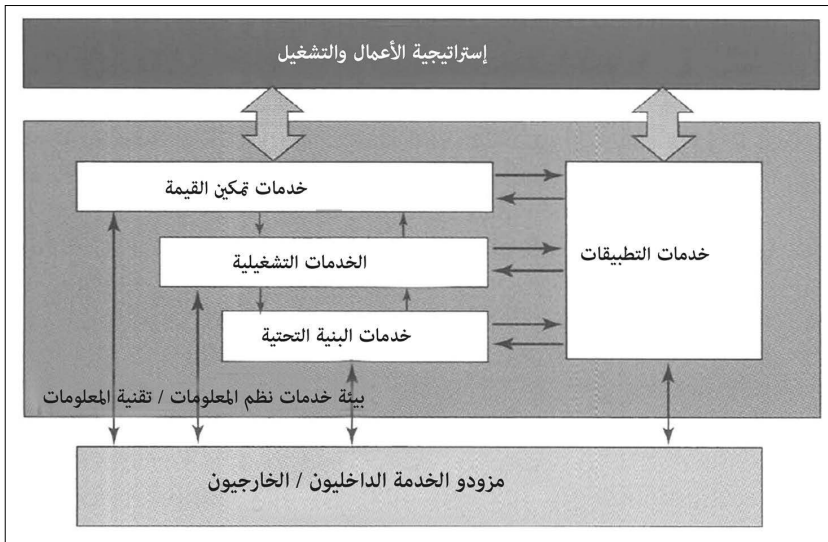 إستراتيجية الأعمال والتشغيل
خدمات تمكين القيمة
خدمات التطبيقات
الخدمات التشغيلية
خدمات البنية التحتية
بيئة خدمات نظم المعلومات / تقنية المعلومات
مزودو الخدمة الداخليون / الخارجيون